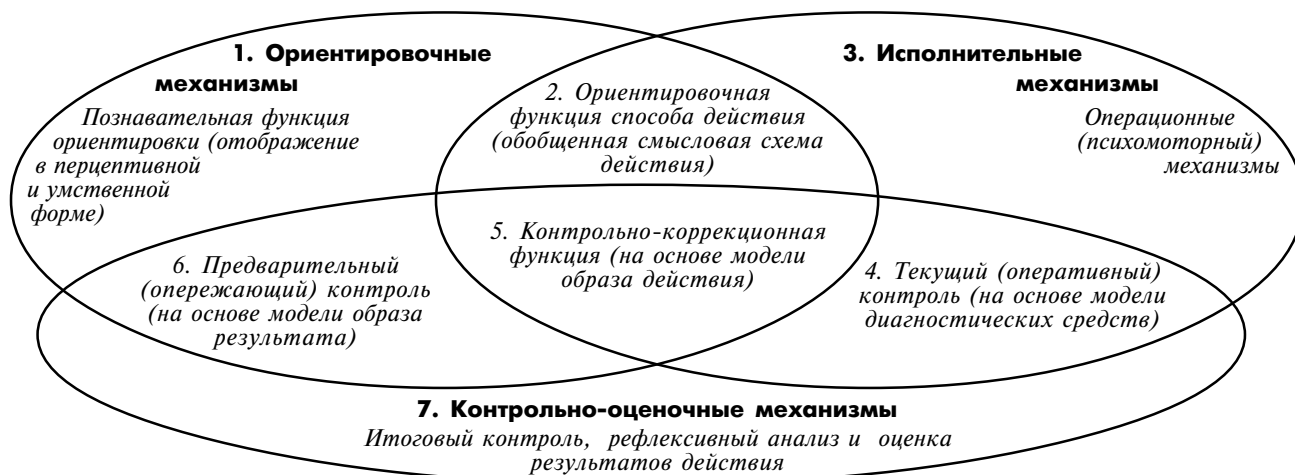 1. Ориентировочные
механизмы
Познавательная функция
ориентировки (отображение
в перцептивной
и умственной
форме)
2. Ориентировочная
функция способа действия
(обобщенная смысловая схема
действия)
3. Исполнительные
механизмы
Операционные
(психомоторный)
механизмы
6. Предварительный
(опережающий) контроль
(на основе модели образа
результата)
5. Контрольно-коррекционная
функция (на основе модели
образа действия)
4. Текущий (оперативный)
контроль (на основе модели
диагностических средств)
7. Контрольно-оценочные механизмы
Итоговый контроль, рефлексивный анализ и оценка
результатов действия